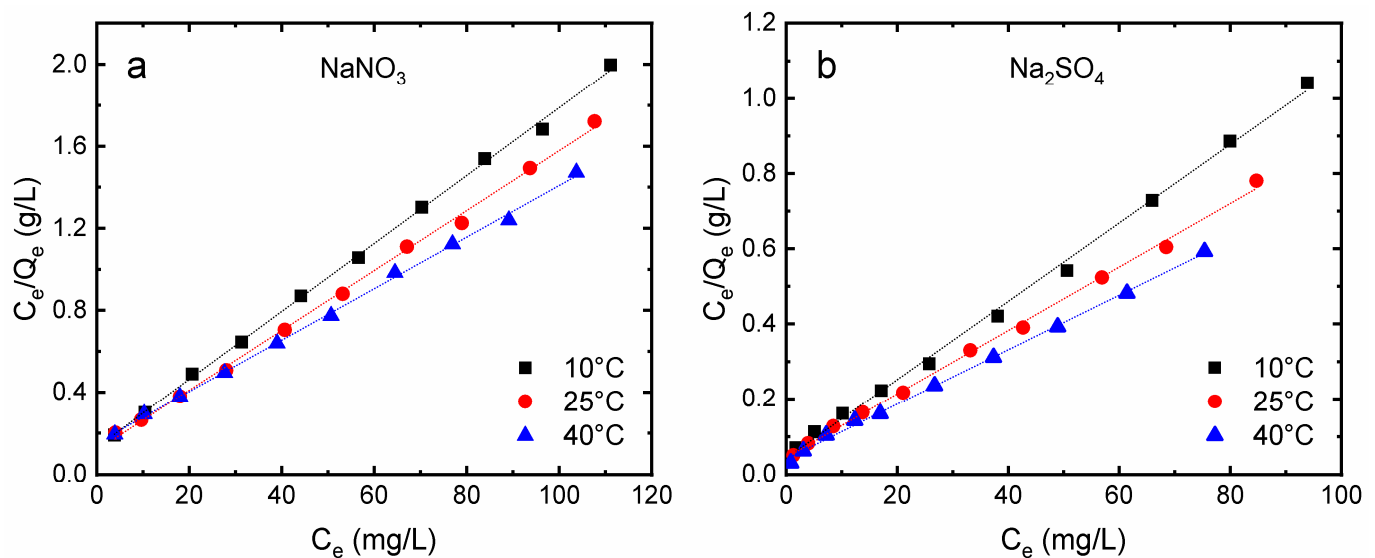 a
NaNO₃
2.0
1.6
1.2
0.8
0.4
0.0
Cₑ/Qₑ (g/L)
10°C
25°C
40°C
0 20 40 60 80 100 120
Cₑ (mg/L)
b
Na₂SO₄
1.2
1.0
0.8
0.6
0.4
0.2
0.0
Cₑ/Qₑ (g/L)
10°C
25°C
40°C
0 20 40 60 80 100
Cₑ (mg/L)